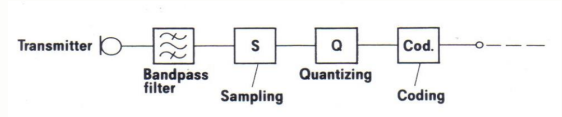 Transmitter
S
Q
Cod.
Bandpass
filter
Sampling
Quantizing
Coding